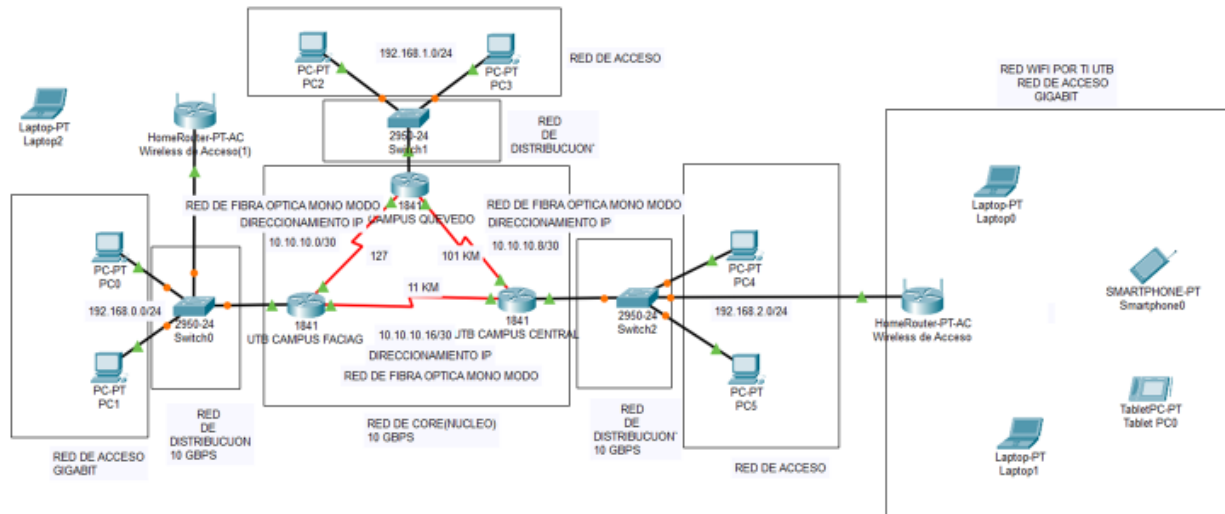 192.168.1.0/24
PC-PT
PC2
PC-PT
PC3
RED DE ACCESO
Laptop-PT
Laptop2
HomeRouter-PT-AC
Wireless de Acceso(1)
2950-24
Switch1
RED
DE
DISTRIBUCUON
RED WIFI POR TI UTB
RED DE ACCESO
GIGABIT
1841
CAMPUS QUEVEDO
RED DE FIBRA OPTICA MONO MODO
DIRECCIONAMIENTO IP
10.10.10.0/30
127
RED DE FIBRA OPTICA MONO MODO
DIRECCIONAMIENTO IP
10.10.10.8/30
101 KM
11 KM
PC-PT
PC0
192.168.0.0/24
2950-24
Switch0
PC-PT
PC1
1841
UTB CAMPUS FACIAG
1841
UTB CAMPUS CENTRAL
10.10.10.16/30
DIRECCIONAMIENTO IP
RED DE FIBRA OPTICA MONO MODO
2950-24
Switch2
PC-PT
PC4
192.168.2.0/24
PC-PT
PC5
HomeRouter-PT-AC
Wireless de Acceso
Laptop-PT
Laptop0
SMARTPHONE-PT
Smartphone0
TabletPC-PT
Tablet PC0
Laptop-PT
Laptop1
RED DE ACCESO
GIGABIT
RED
DE
DISTRIBUCUON
10 GBPS
RED DE CORE(NUCLEO)
10 GBPS
RED
DE
DISTRIBUCUON
10 GBPS
RED DE ACCESO